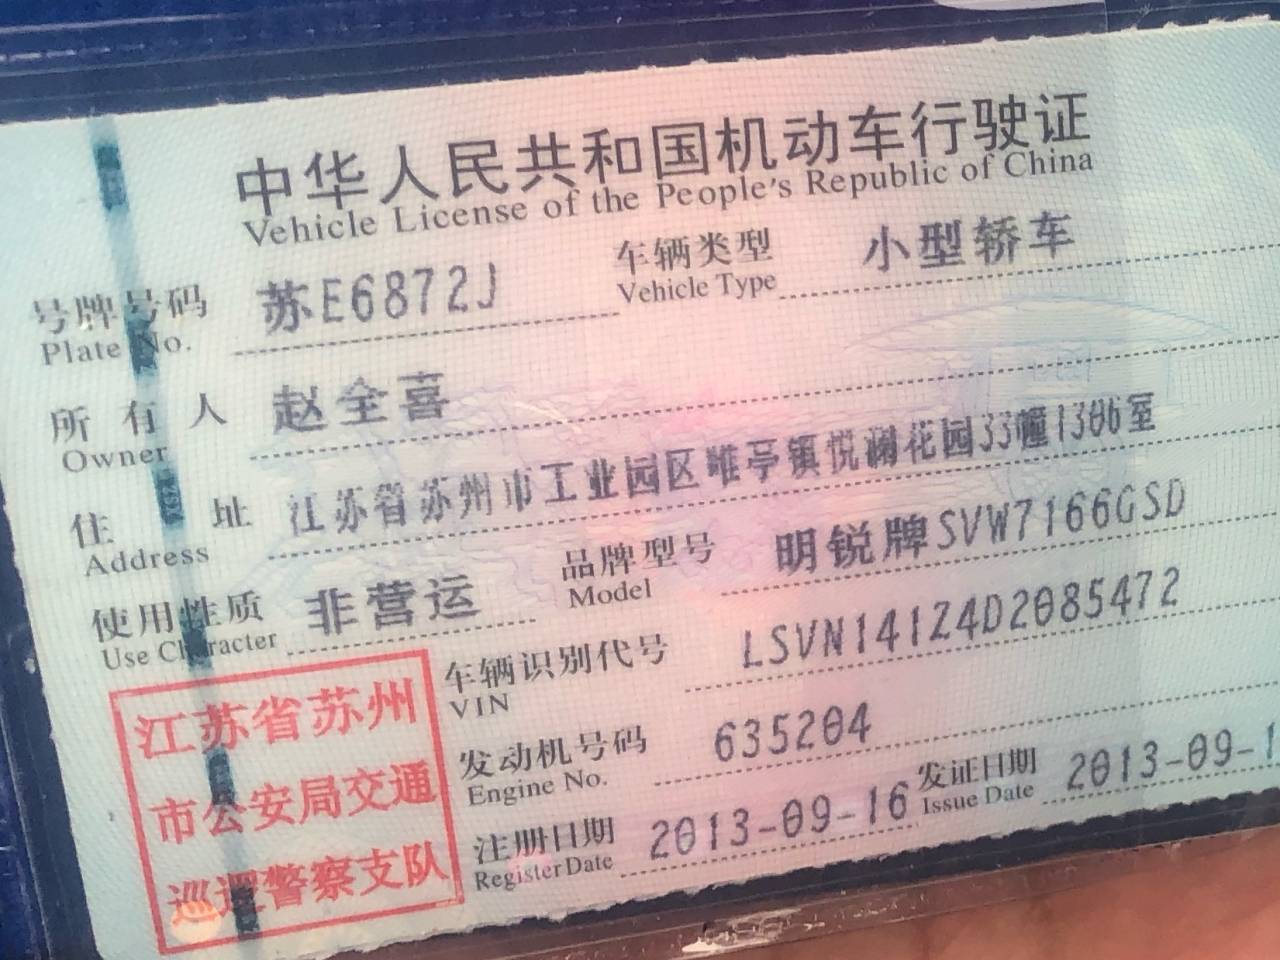 中华人民共和国机动车行驶证
Vehicle License of the People's Republic of China
号牌号码 苏E6872J 车辆类型 小型轿车
Plate No. Vehicle Type
所有人 赵全喜
Owner
住址 江苏省苏州市工业园区唯亭镇悦澜花园33幢1306室
Address
使用性质 非营运 品牌型号 明锐牌SVW7166GSD
Use Character Model
车辆识别代号 LSVN141Z4D2085472
VIN
发动机号码 635204
Engine No.
发证日期 2013-09-1
Issue Date
注册日期 2013-09-16
Register Date
江苏省苏州
市公安局交通
巡逻警察支队